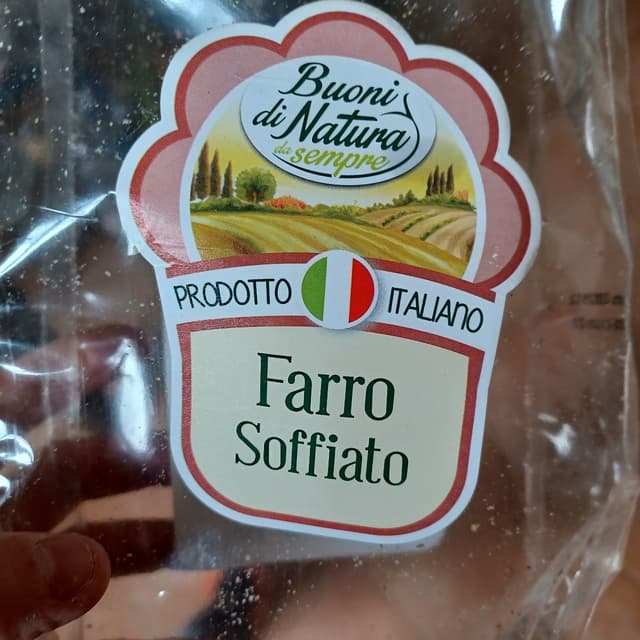 Buoni
di Natura
da sempre
PRODOTTO ITALIANO
Farro
Soffiato